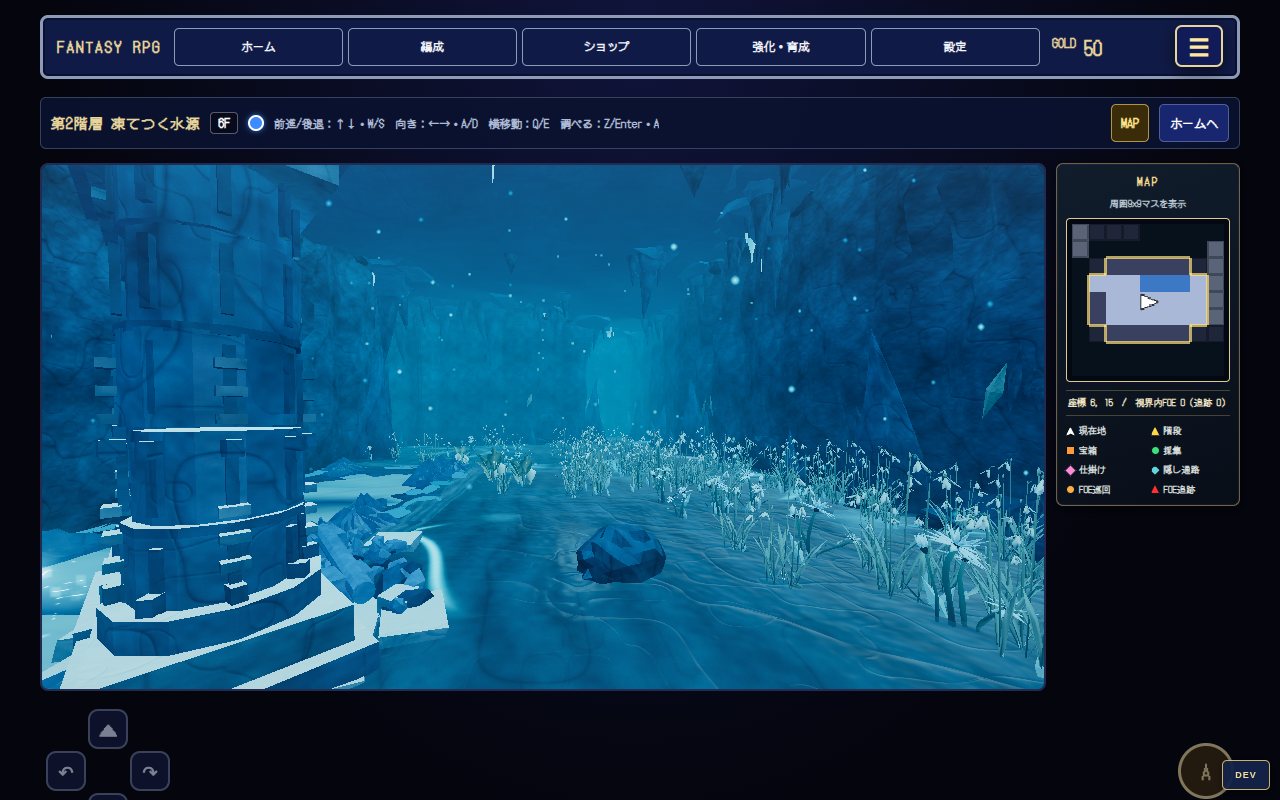 FANTASY RPG
ホーム
編成
ショップ
強化・育成
設定
GOLD 50
第2階層 凍てつく水源
6F
前進/後退：↑↓・W/S 向き：←→・A/D 横移動：Q/E 調べる：Z/Enter・A
MAP
ホームへ
MAP
周囲9x9マスを表示
座標 6, 15 / 視界内FOE 0 (追跡 0)
現在地
階段
宝箱
採集
仕掛け
隠し通路
FOE巡回
FOE追跡
A
DEV